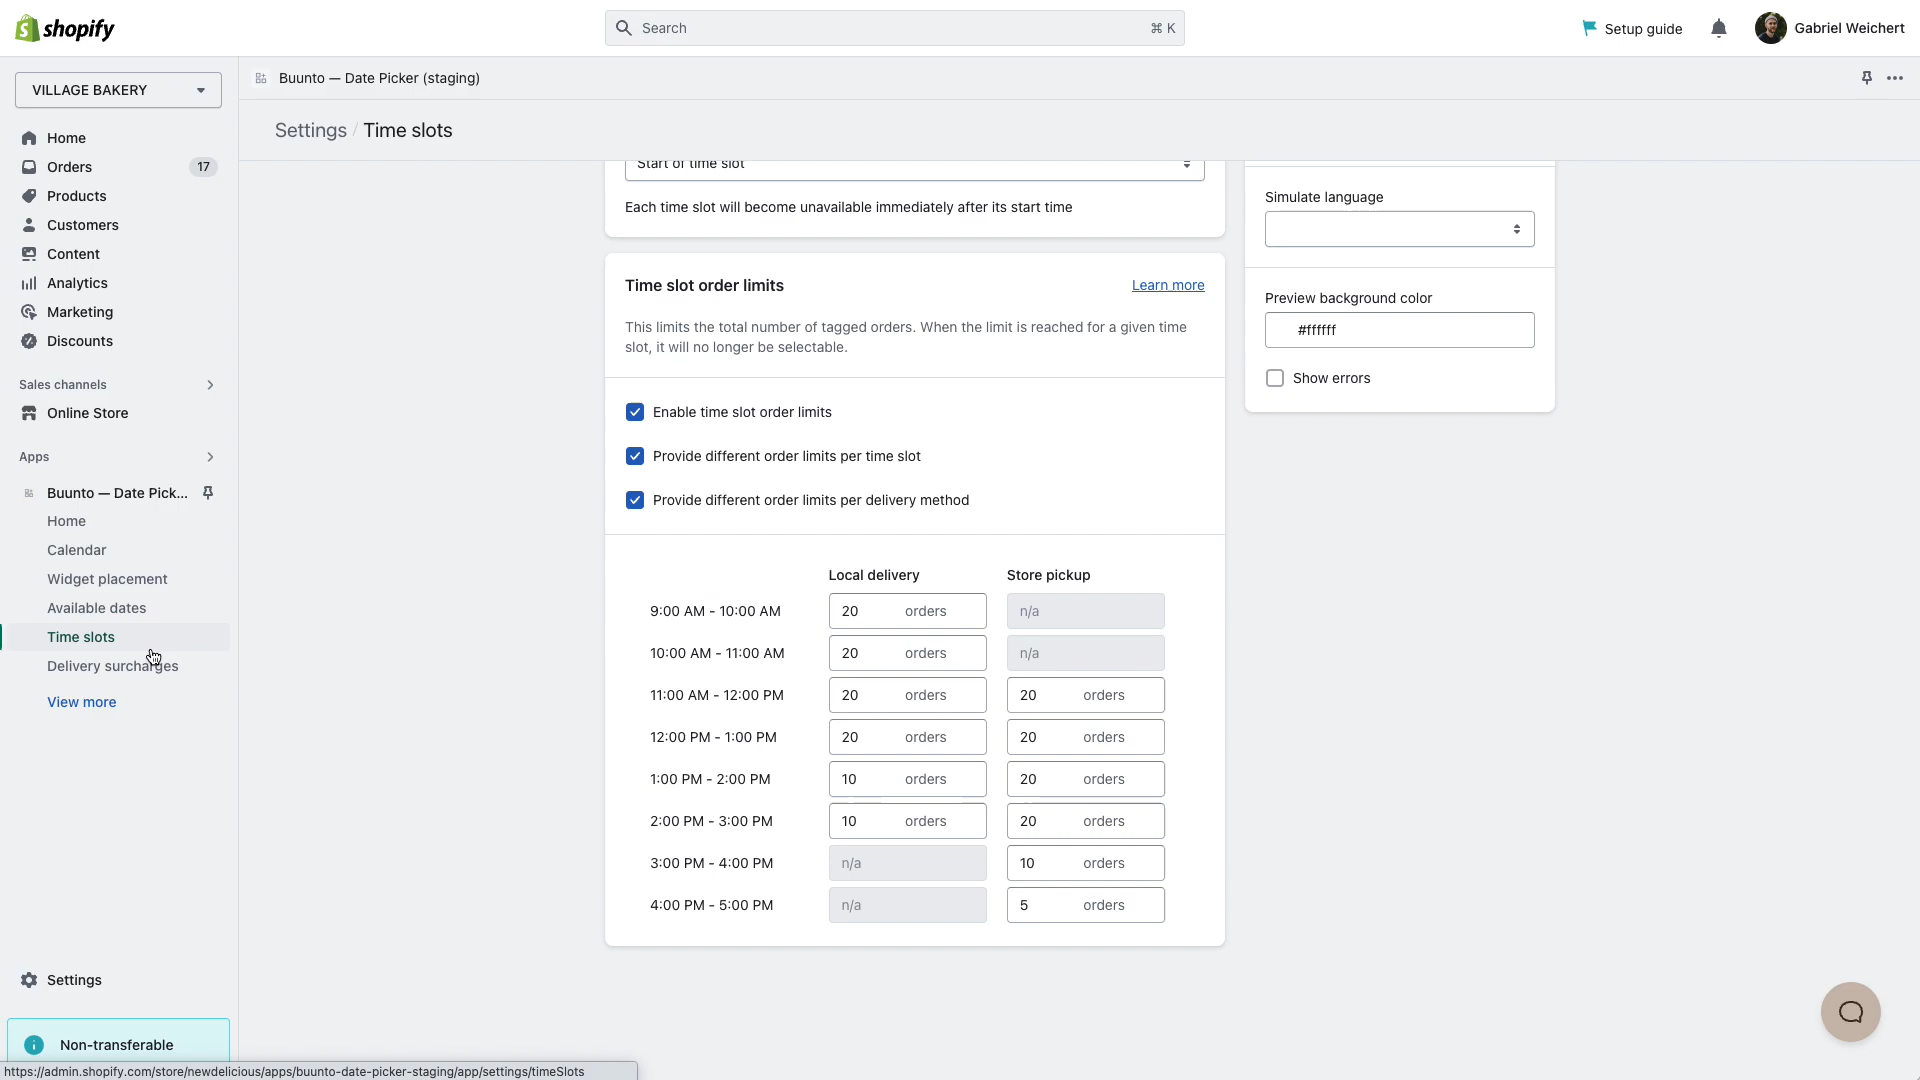 shopify
Search
⌘ K
Setup guide
Gabriel Weichert
VILLAGE BAKERY
Buunto — Date Picker (staging)
Settings / Time slots
Home
Orders
17
Products
Customers
Content
Analytics
Marketing
Discounts
Sales channels
Online Store
Apps
Buunto — Date Pick...
Home
Calendar
Widget placement
Available dates
Time slots
Delivery surcharges
View more
Settings
Non-transferable
https://admin.shopify.com/store/newdelicious/apps/buunto-date-picker-staging/app/settings/timeSlots
Start of time slot
Each time slot will become unavailable immediately after its start time
Time slot order limits
Learn more
This limits the total number of tagged orders. When the limit is reached for a given time
slot, it will no longer be selectable.
Enable time slot order limits
Provide different order limits per time slot
Provide different order limits per delivery method
Local delivery Store pickup
9:00 AM - 10:00 AM 20 orders n/a
10:00 AM - 11:00 AM 20 orders n/a
11:00 AM - 12:00 PM 20 orders 20 orders
12:00 PM - 1:00 PM 20 orders 20 orders
1:00 PM - 2:00 PM 10 orders 20 orders
2:00 PM - 3:00 PM 10 orders 20 orders
3:00 PM - 4:00 PM n/a 10 orders
4:00 PM - 5:00 PM n/a 5 orders
Simulate language
Preview background color
#ffffff
Show errors